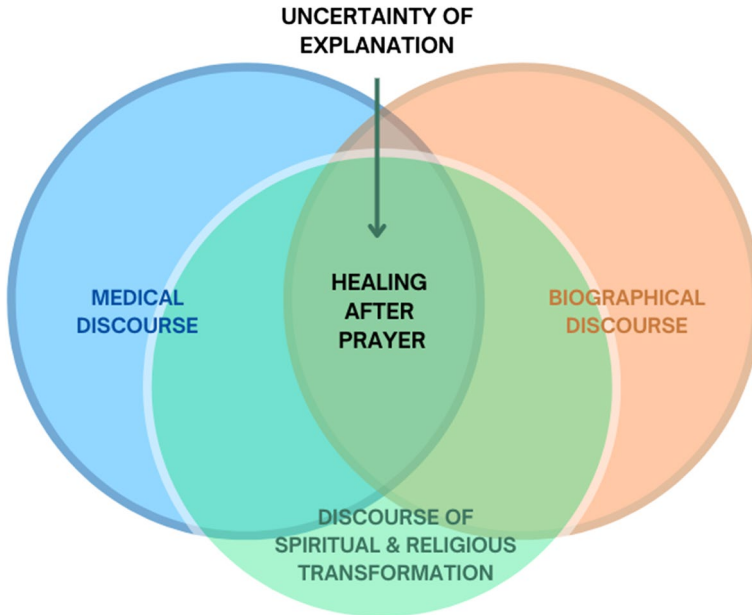 UNCERTAINTY OF
EXPLANATION
HEALING
AFTER
PRAYER
MEDICAL
DISCOURSE
BIOGRAPHICAL
DISCOURSE
DISCOURSE OF
SPIRITUAL & RELIGIOUS
TRANSFORMATION